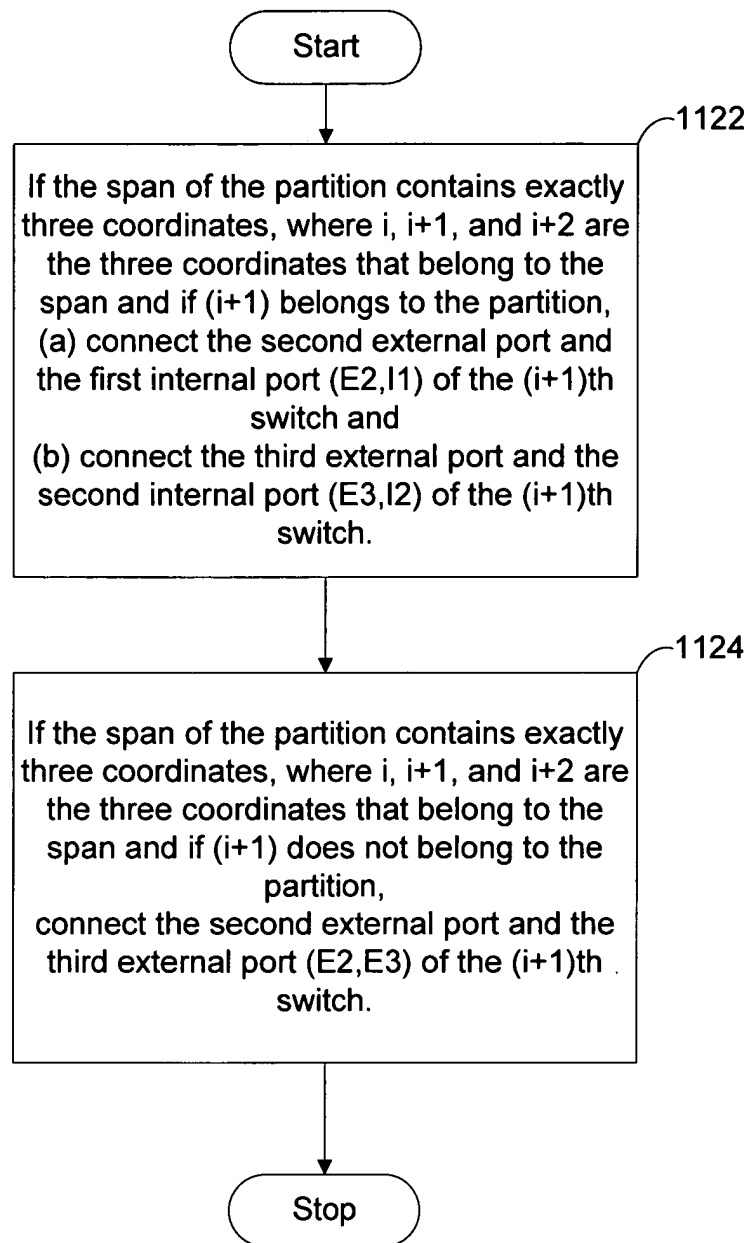 Start
1122
If the span of the partition contains exactly
three coordinates, where i, i+1, and i+2 are
the three coordinates that belong to the
span and if (i+1) belongs to the partition,
(a) connect the second external port and
the first internal port (E2,I1) of the (i+1)th
switch and
(b) connect the third external port and the
second internal port (E3,I2) of the (i+1)th
switch.
1124
If the span of the partition contains exactly
three coordinates, where i, i+1, and i+2 are
the three coordinates that belong to the
span and if (i+1) does not belong to the
partition,
connect the second external port and the
third external port (E2,E3) of the (i+1)th
switch.
Stop